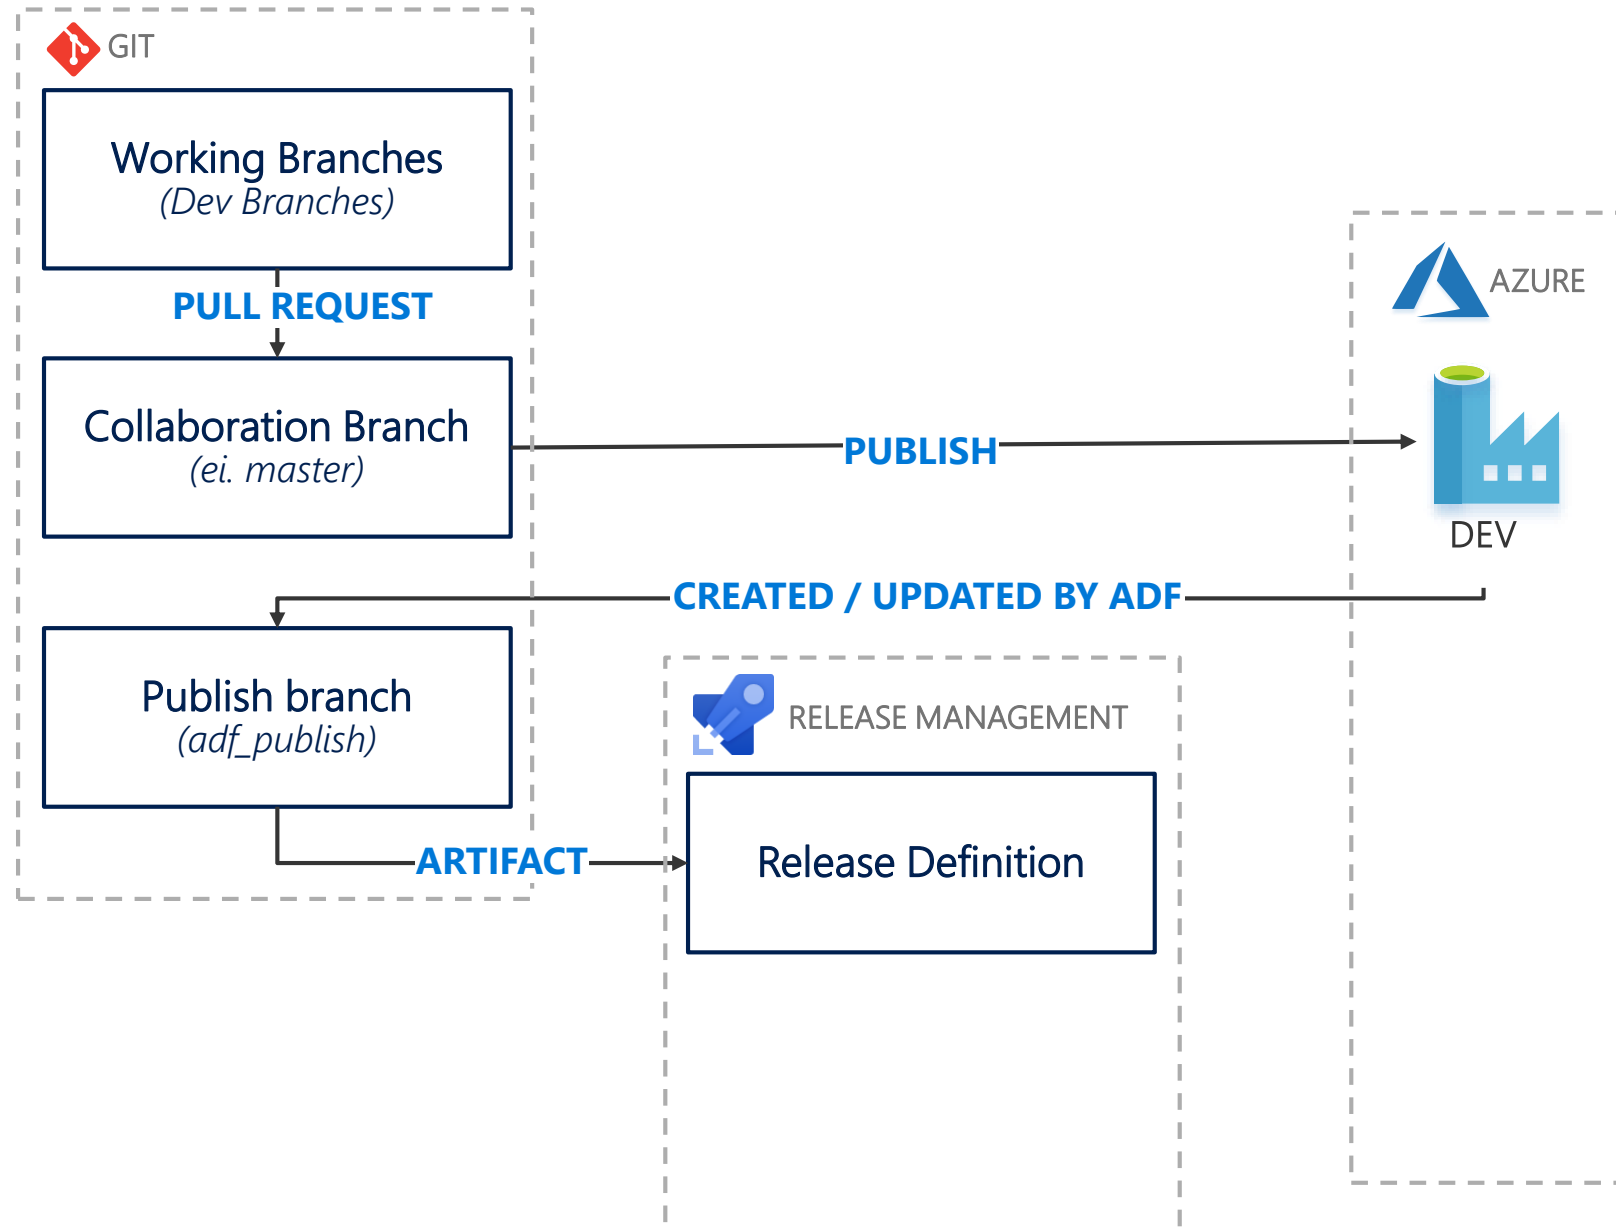 GIT
Working Branches
(Dev Branches)
PULL REQUEST
AZURE
Collaboration Branch
(ei. master)
PUBLISH
DEV
CREATED / UPDATED BY ADF
Publish branch
(adf_publish)
RELEASE MANAGEMENT
ARTIFACT
Release Definition